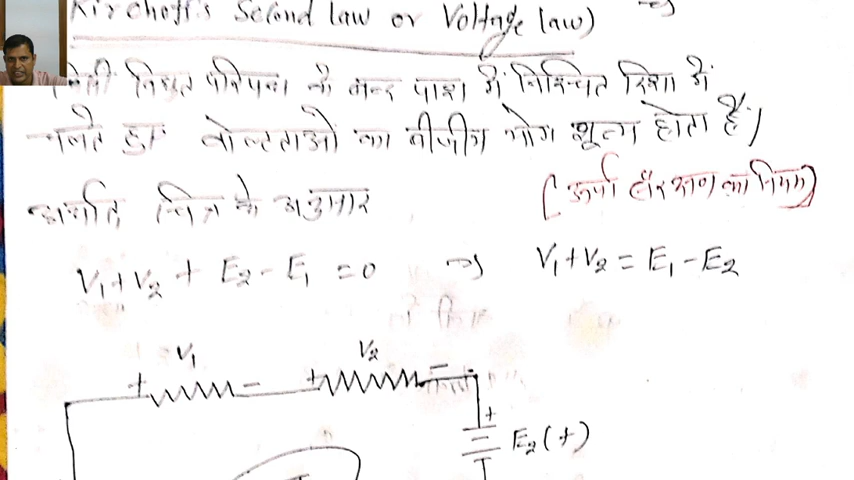 Kirchoff's Second law or Voltage law)
किसी विद्युत परिपथ के बन्द पाश में निश्चित दिशा में
चलते हुए वोल्टताओं का बीजीय योग शून्य होता है।
अर्थात् चित्र के अनुसार
(ऊर्जा संरक्षण का नियम)
V₁+V₂ + E₂ - E₁ = 0 ⇒ V₁+V₂ = E₁ - E₂
V₁ V₂
+ - + -
+
E₂ (+)